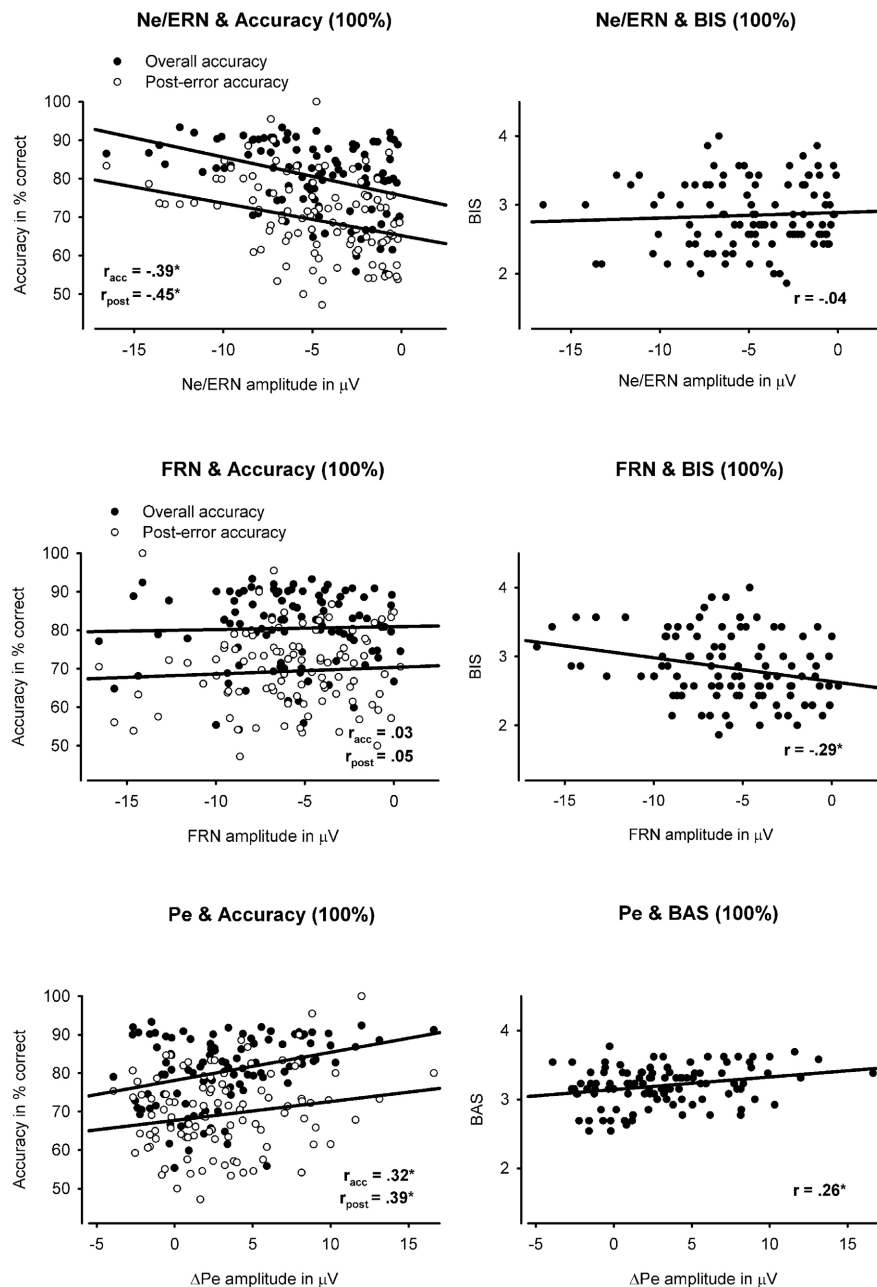 Ne/ERN & Accuracy (100%)
Overall accuracy
Post-error accuracy
100
90
80
70
60
50
Accuracy in % correct
r acc = -.39*
r post = -.45*
-15 -10 -5 0
Ne/ERN amplitude in μV
Ne/ERN & BIS (100%)
4
3
2
BIS
r = -.04
-15 -10 -5 0
Ne/ERN amplitude in μV
FRN & Accuracy (100%)
Overall accuracy
Post-error accuracy
100
90
80
70
60
50
Accuracy in % correct
r acc = .03
r post = .05
-15 -10 -5 0
FRN amplitude in μV
FRN & BIS (100%)
4
3
2
BIS
r = -.29*
-15 -10 -5 0
FRN amplitude in μV
Pe & Accuracy (100%)
100
90
80
70
60
50
Accuracy in % correct
r acc = .32*
r post = .39*
-5 0 5 10 15
ΔPe amplitude in μV
Pe & BAS (100%)
4
3
2
BAS
r = .26*
-5 0 5 10 15
ΔPe amplitude in μV